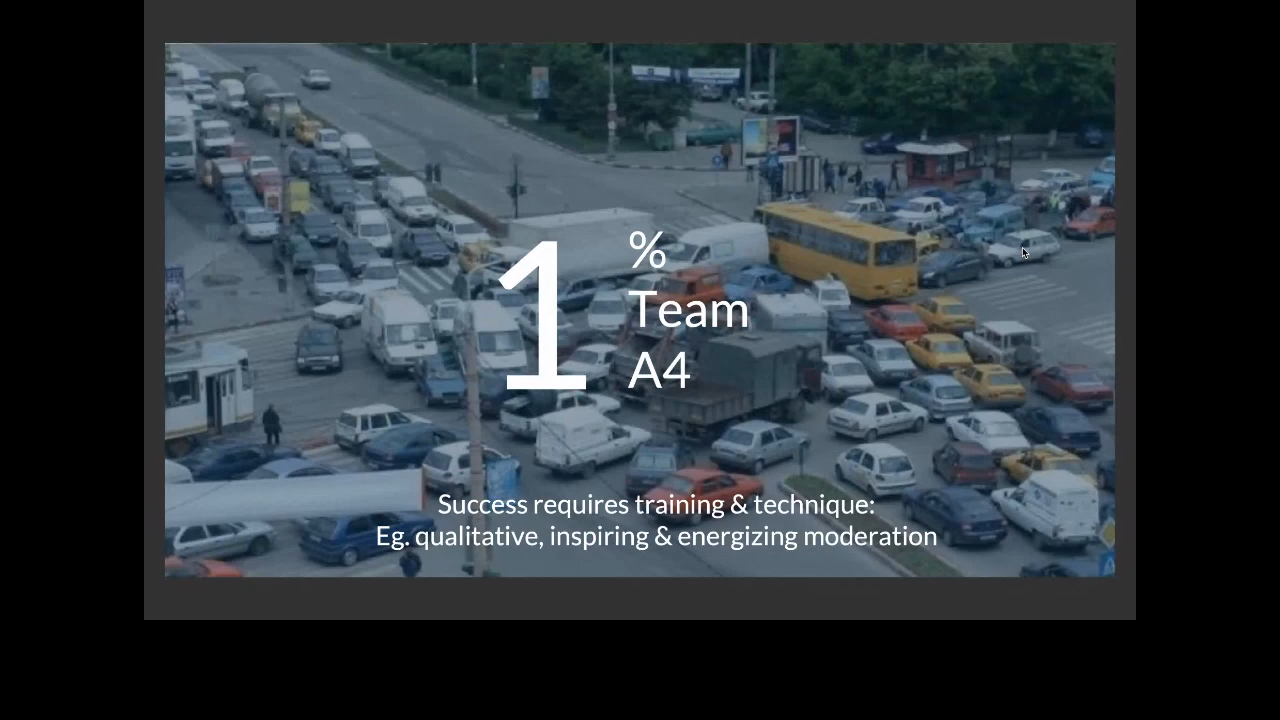 1
%
Team
A4
Success requires training & technique:
Eg. qualitative, inspiring & energizing moderation